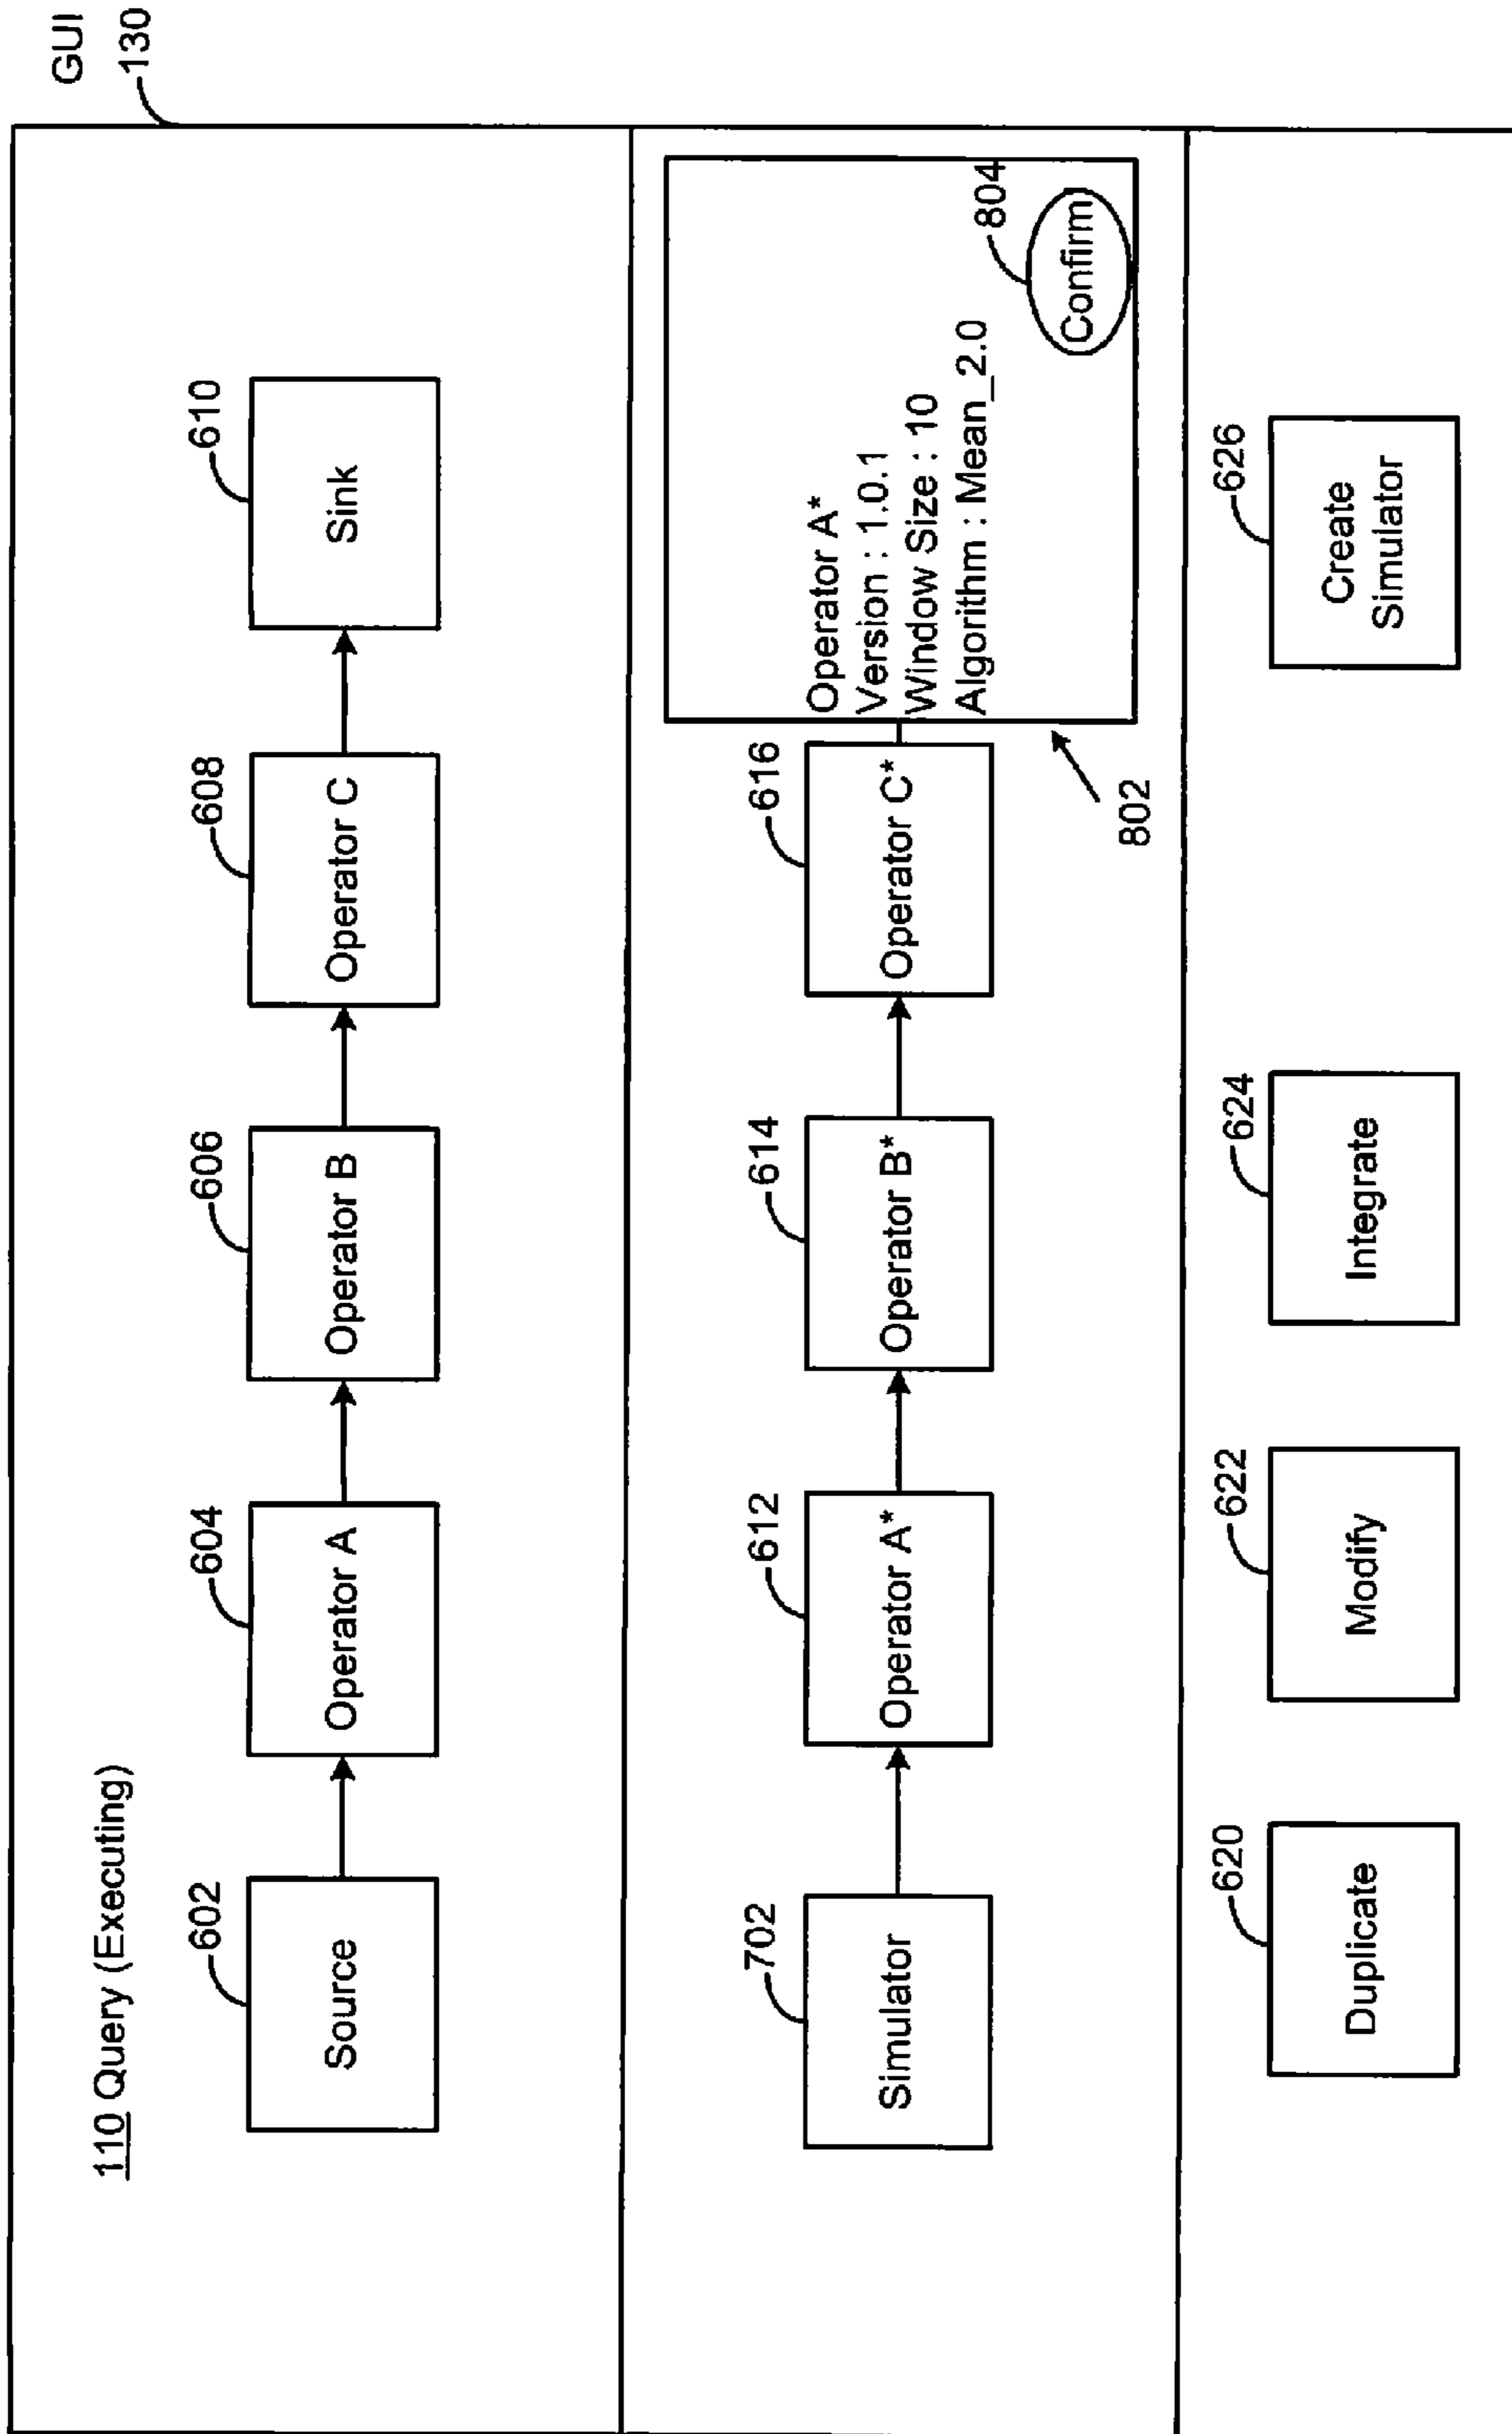 GUI
130
110 Query (Executing)
602
604
606
608
610
Source
Operator A
Operator B
Operator C
Sink
702
612
614
616
Simulator
Operator A*
Operator B*
Operator C*
Operator A*
Version : 1.0.1
Window Size : 10
Algorithm : Mean_2.0
804
Confirm
802
620
622
624
626
Duplicate
Modify
Integrate
Create
Simulator